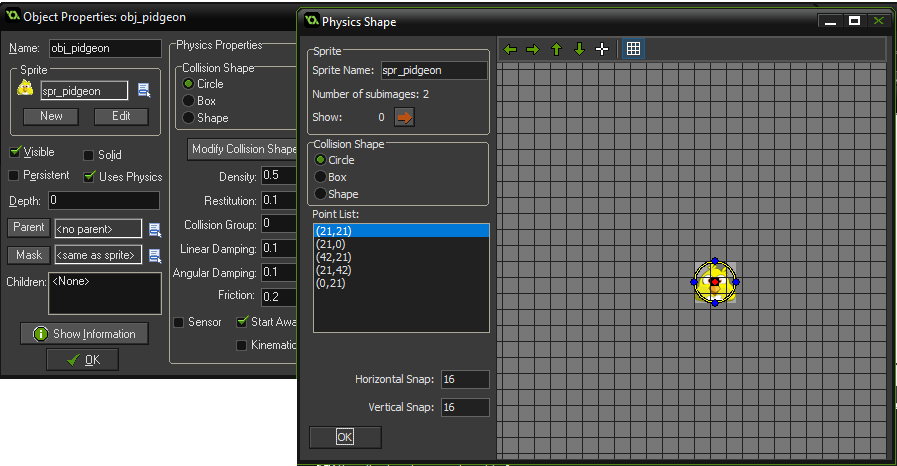 Object Properties: obj_pidgeon
Name: obj_pidgeon
Sprite
spr_pidgeon
New Edit
Visible Solid
Persistent Uses Physics
Depth: 0
Parent <no parent>
Mask <same as sprite>
Children: <None>
Show Information
OK
Physics Properties
Collision Shape
Circle
Box
Shape
Modify Collision Shape
Density: 0.5
Restitution: 0.1
Collision Group: 0
Linear Damping: 0.1
Angular Damping: 0.1
Friction: 0.2
Sensor Start Awa
Kinematic
Physics Shape
Sprite
Sprite Name: spr_pidgeon
Number of subimages: 2
Show: 0
Collision Shape
Circle
Box
Shape
Point List:
(21,21)
(21,0)
(42,21)
(21,42)
(0,21)
Horizontal Snap: 16
Vertical Snap: 16
OK